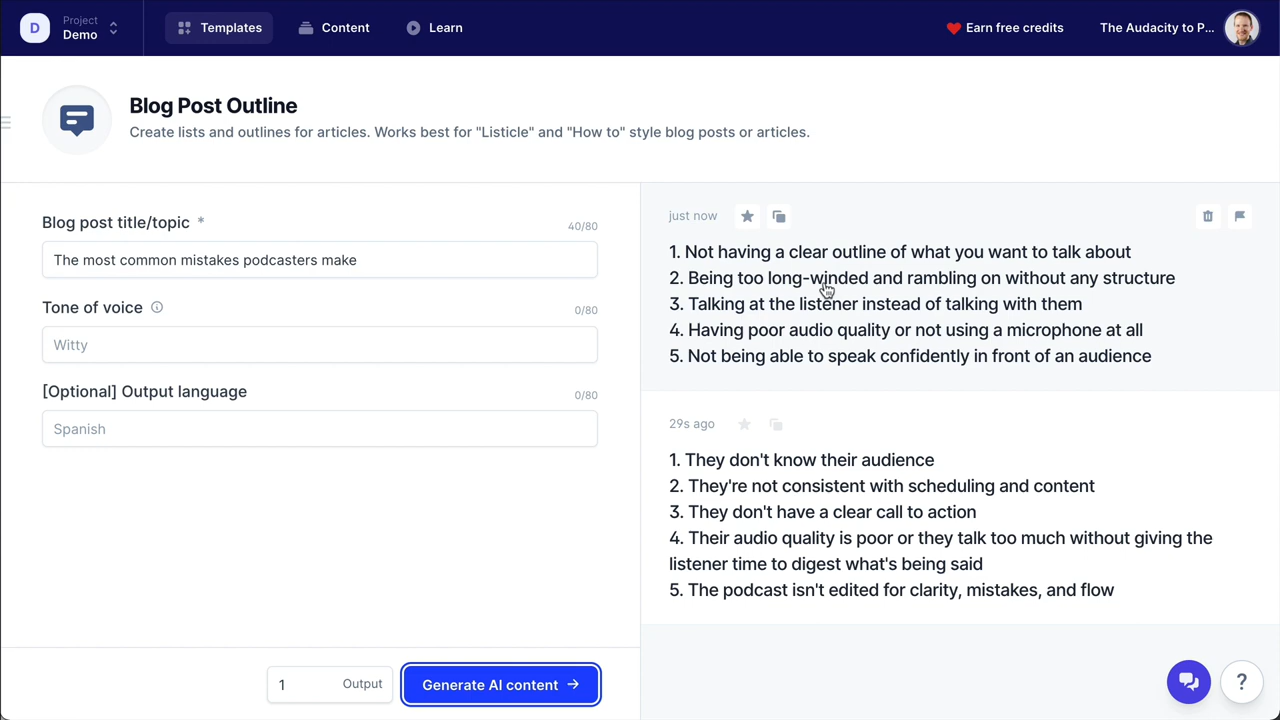 D
Project
Demo
Templates
Content
Learn
Earn free credits
The Audacity to P...
Blog Post Outline
Create lists and outlines for articles. Works best for "Listicle" and "How to" style blog posts or articles.
Blog post title/topic *
40/80
The most common mistakes podcasters make
Tone of voice
0/80
Witty
[Optional] Output language
0/80
Spanish
1
Output
Generate AI content →
just now
1. Not having a clear outline of what you want to talk about
2. Being too long-winded and rambling on without any structure
3. Talking at the listener instead of talking with them
4. Having poor audio quality or not using a microphone at all
5. Not being able to speak confidently in front of an audience
29s ago
1. They don't know their audience
2. They're not consistent with scheduling and content
3. They don't have a clear call to action
4. Their audio quality is poor or they talk too much without giving the
listener time to digest what's being said
5. The podcast isn't edited for clarity, mistakes, and flow
?